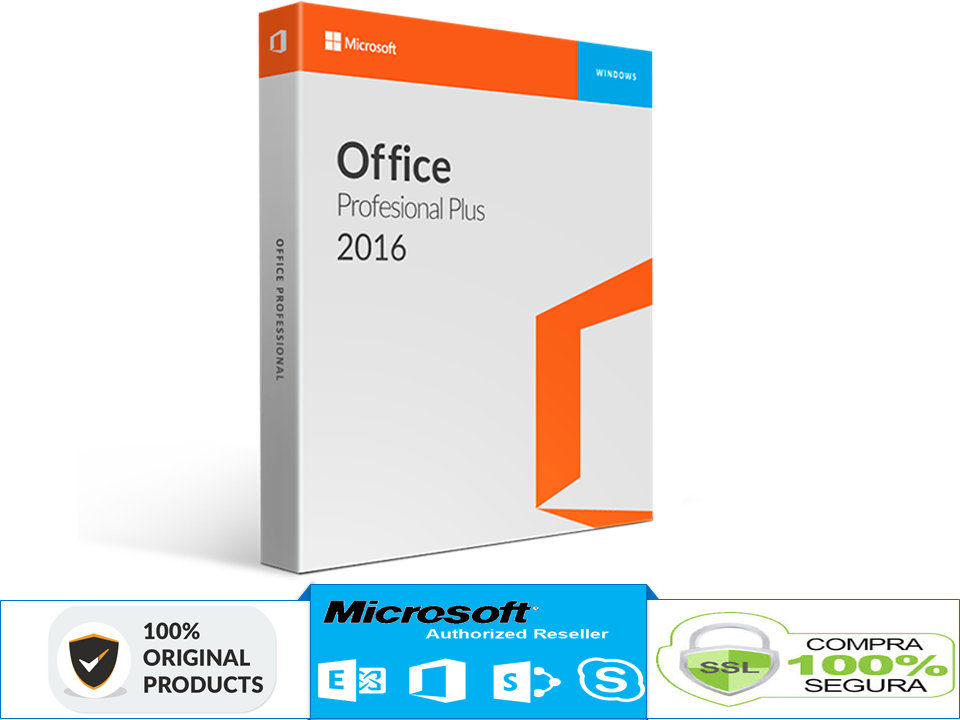 Microsoft
WINDOWS
Office
Profesional Plus
2016
OFFICE PROFESSIONAL
100%
ORIGINAL
PRODUCTS
Microsoft
Authorized Reseller
E
S
S
SSL
COMPRA
100%
SEGURA